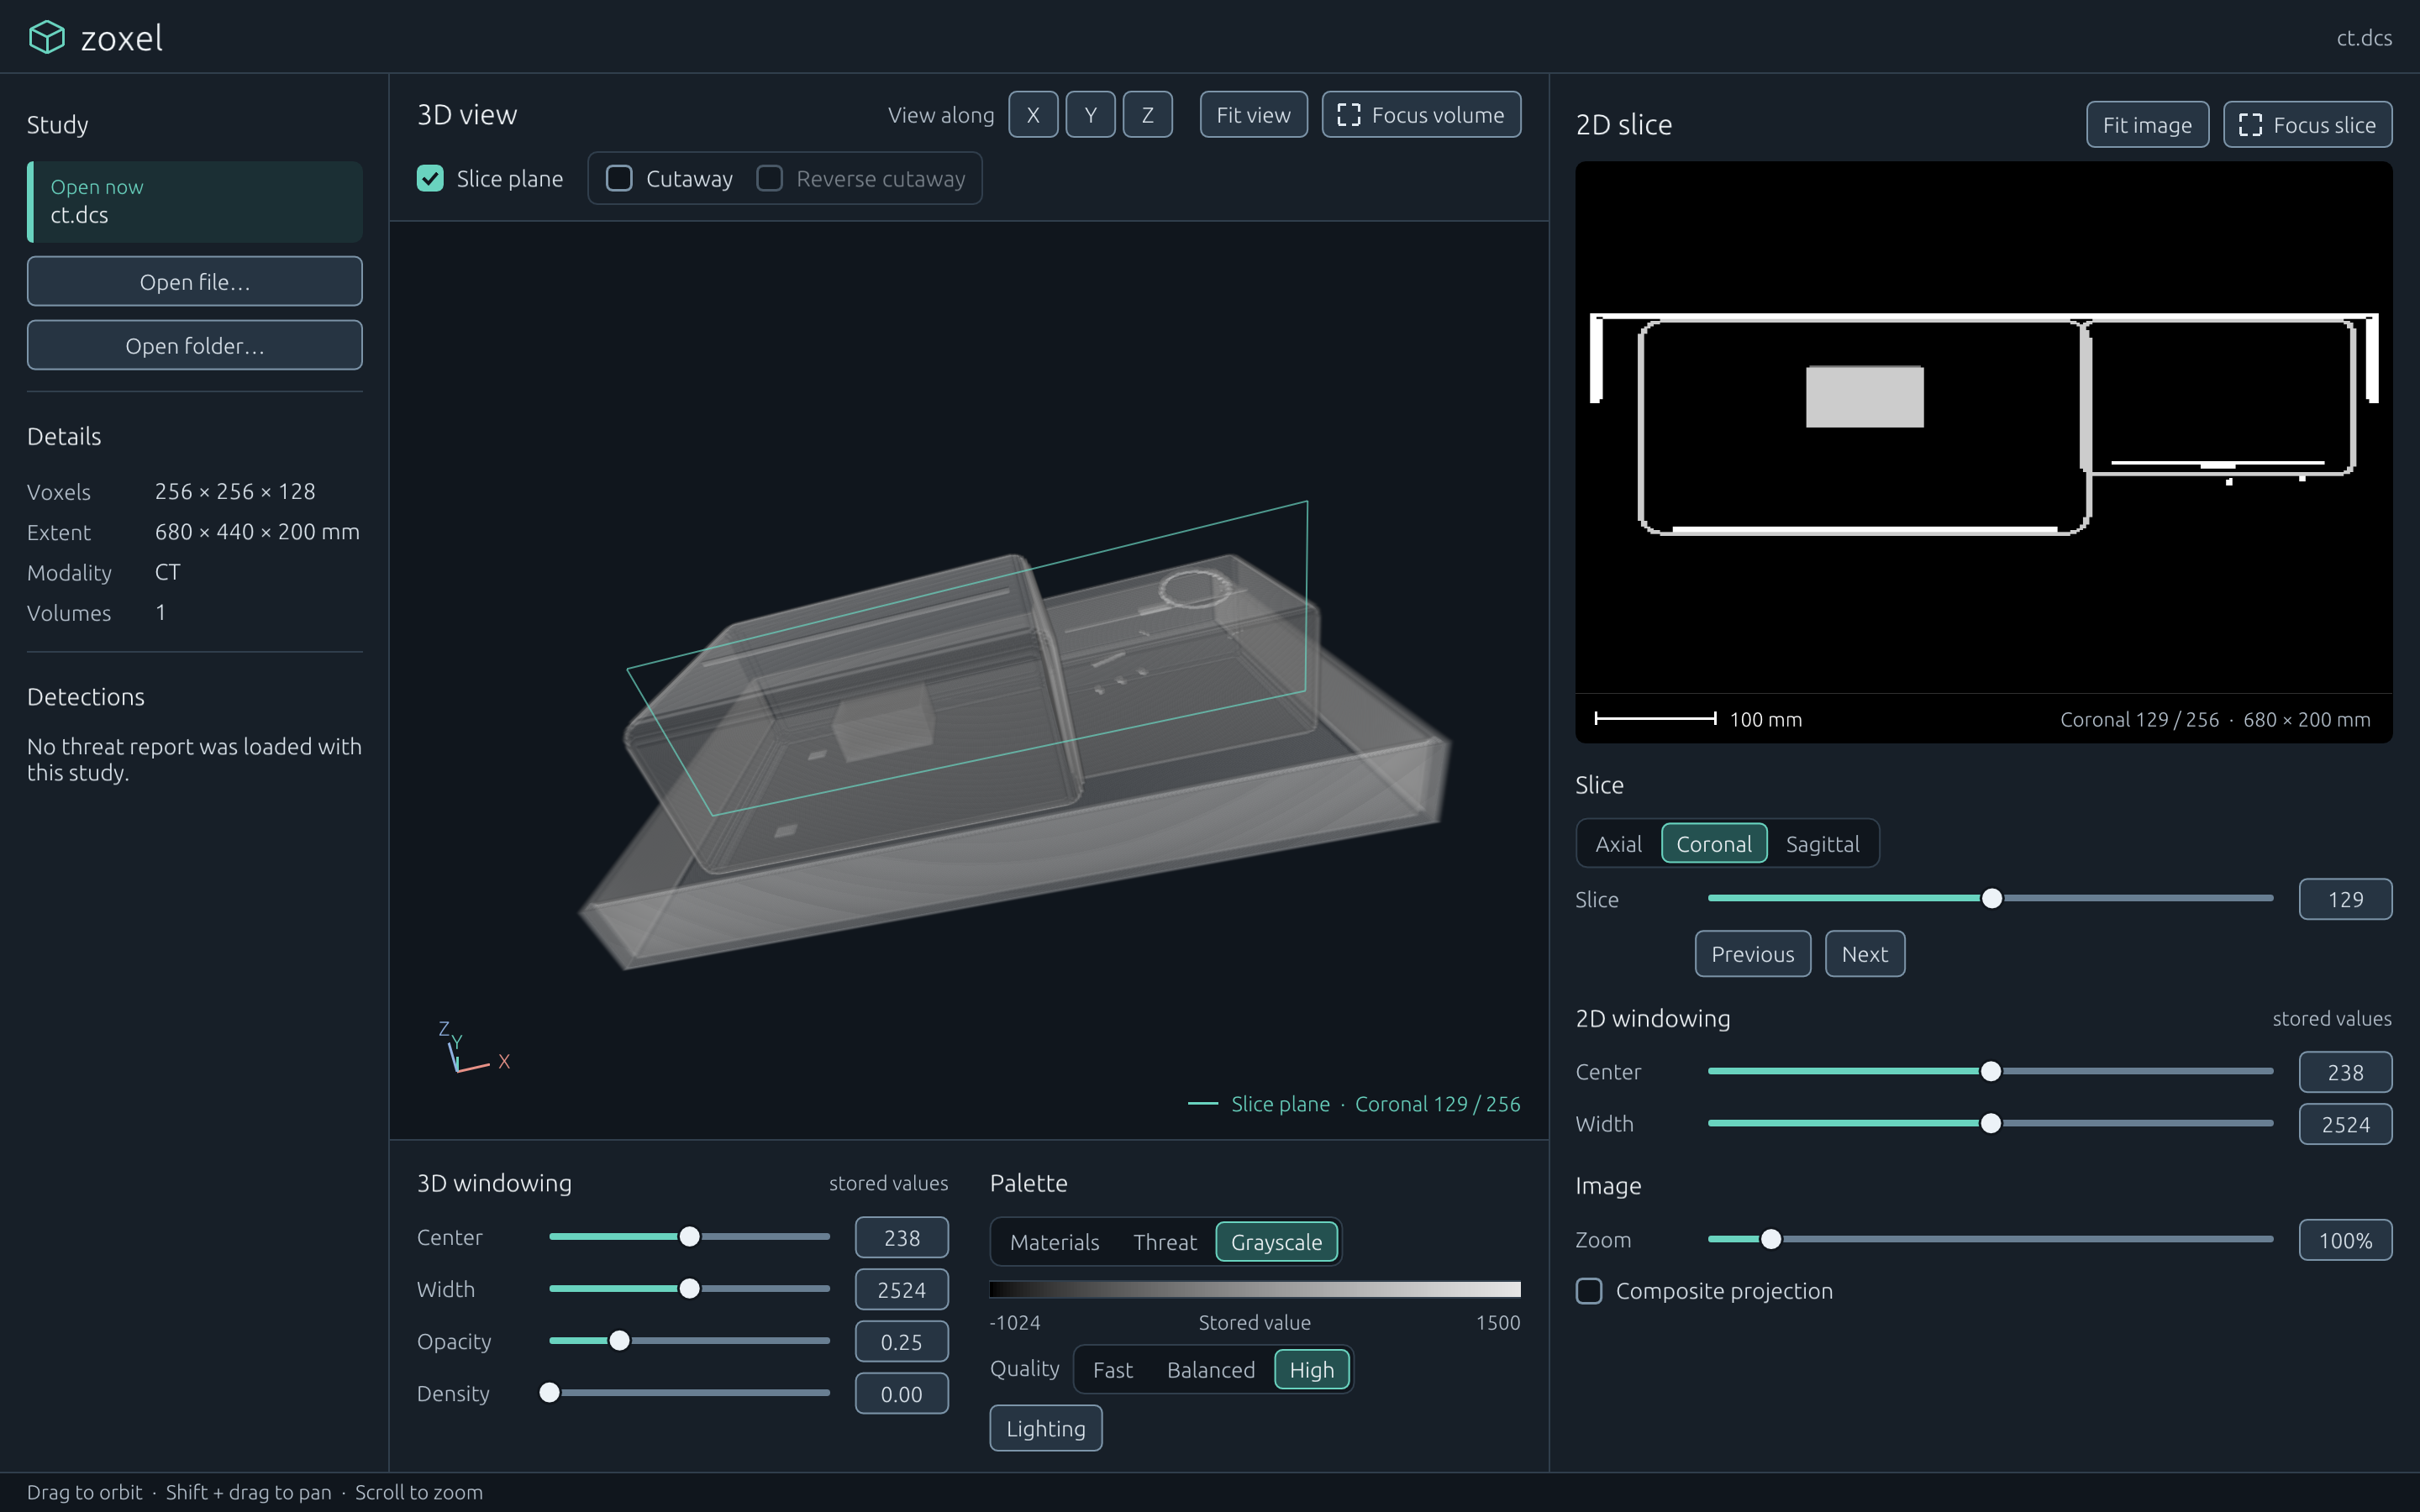 zoxel
ct.dcs
Study
Open now
ct.dcs
Open file...
Open folder...
Details
Voxels 256 × 256 × 128
Extent 680 × 440 × 200 mm
Modality CT
Volumes 1
Detections
No threat report was loaded with
this study.
3D view
View along X Y Z Fit view Focus volume
Slice plane Cutaway Reverse cutaway
Z
Y
X
Slice plane · Coronal 129 / 256
3D windowing stored values
Center 238
Width 2524
Opacity 0.25
Density 0.00
Palette
Materials Threat Grayscale
-1024 Stored value 1500
Quality Fast Balanced High
Lighting
2D slice Fit image Focus slice
100 mm Coronal 129 / 256 · 680 × 200 mm
Slice
Axial Coronal Sagittal
Slice 129
Previous Next
2D windowing stored values
Center 238
Width 2524
Image
Zoom 100%
Composite projection
Drag to orbit · Shift + drag to pan · Scroll to zoom